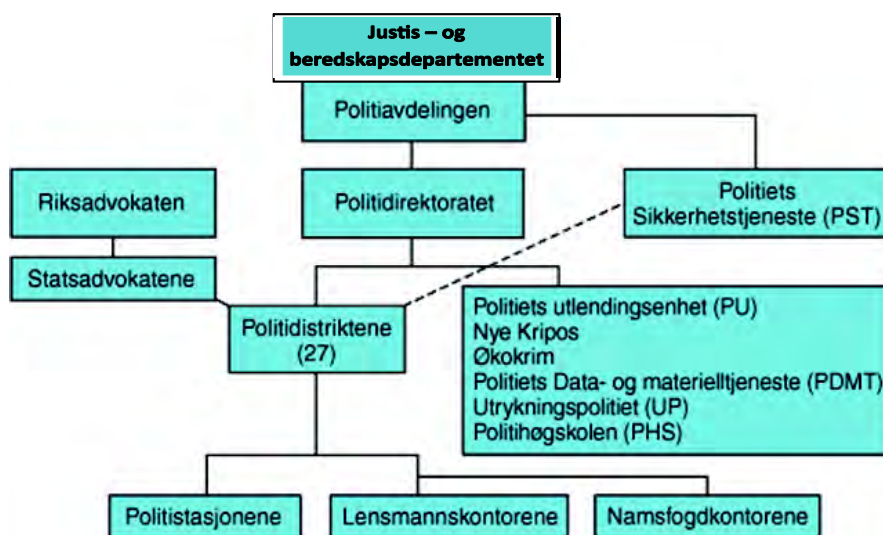 Justis – og
beredskapsdepartementet
Politiavdelingen
Riksadvokaten
Politidirektoratet
Politiets
Sikkerhetstjeneste (PST)
Statsadvokatene
Politidistriktene
(27)
Politiets utlendingsenhet (PU)
Nye Kripos
Økokrim
Politiets Data- og materielltjeneste (PDMT)
Utrykningspolitiet (UP)
Politihøgskolen (PHS)
Politistasjonene
Lensmannskontorene
Namsfogdkontorene